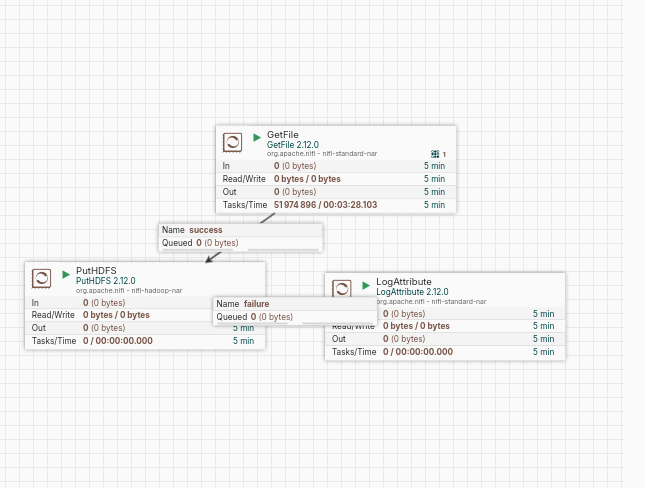 GetFile
GetFile 2.12.0
org.apache.nifi - nifi-standard-nar
1
In 0 (0 bytes) 5 min
Read/Write 0 bytes / 0 bytes 5 min
Out 0 (0 bytes) 5 min
Tasks/Time 51 974 896 / 00:03:28.103 5 min
Name success
Queued 0 (0 bytes)
PutHDFS
PutHDFS 2.12.0
org.apache.nifi - nifi-hadoop-nar
In 0 (0 bytes)
Read/Write 0 bytes / 0 bytes
Out 0 (0 bytes) 5 min
Tasks/Time 0 / 00:00:00.000 5 min
Name failure
Queued 0 (0 bytes)
LogAttribute
LogAttribute 2.12.0
org.apache.nifi - nifi-standard-nar
0 (0 bytes) 5 min
Read/Write 0 bytes / 0 bytes 5 min
Out 0 (0 bytes) 5 min
Tasks/Time 0 / 00:00:00.000 5 min